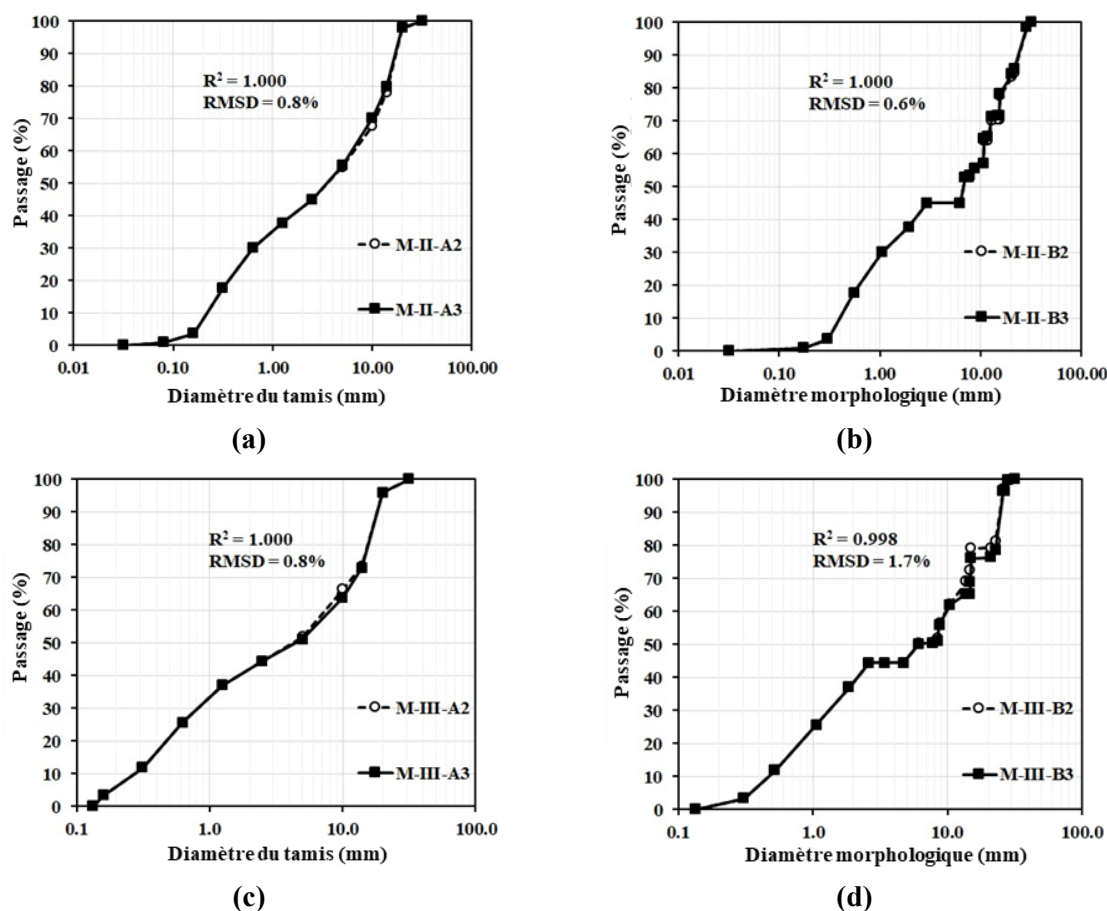 100
90
80
70
60
50
40
30
20
10
0
Passage (%)
R² = 1.000
RMSD = 0.8%
M-II-A2
M-II-A3
0.01 0.10 1.00 10.00 100.00
Diamètre du tamis (mm)
(a)
100
90
80
70
60
50
40
30
20
10
0
Passage (%)
R² = 1.000
RMSD = 0.6%
M-II-B2
M-II-B3
0.01 0.10 1.00 10.00 100.00
Diamètre morphologique (mm)
(b)
100
90
80
70
60
50
40
30
20
10
0
Passage (%)
R² = 1.000
RMSD = 0.8%
M-III-A2
M-III-A3
0.1 1.0 10.0 100.0
Diamètre du tamis (mm)
(c)
100
90
80
70
60
50
40
30
20
10
0
Passage (%)
R² = 0.998
RMSD = 1.7%
M-III-B2
M-III-B3
0.1 1.0 10.0 100.0
Diamètre morphologique (mm)
(d)